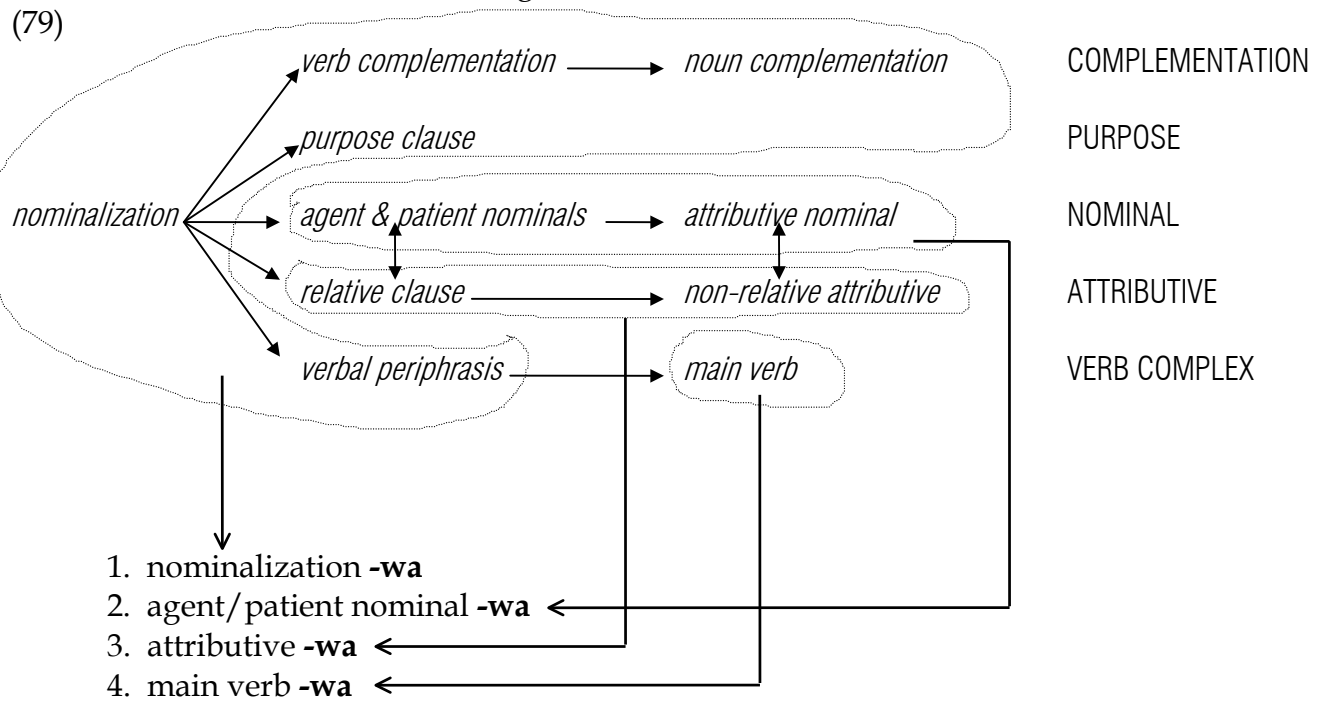 (79)
verb complementation noun complementation COMPLEMENTATION
purpose clause PURPOSE
nominalization agent & patient nominals attributive nominal NOMINAL
relative clause non-relative attributive ATTRIBUTIVE
verbal periphrasis main verb VERB COMPLEX
1. nominalization -wa
2. agent/patient nominal -wa
3. attributive -wa
4. main verb -wa